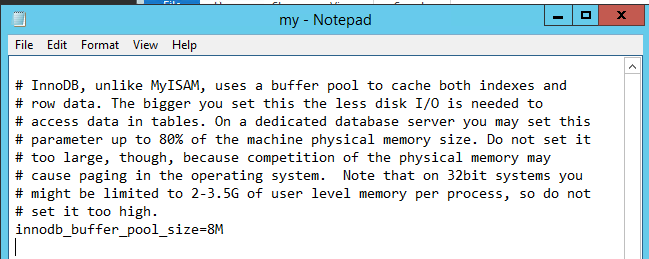 my - Notepad
File Edit Format View Help
# InnoDB, unlike MyISAM, uses a buffer pool to cache both indexes and
# row data. The bigger you set this the less disk I/O is needed to
# access data in tables. On a dedicated database server you may set this
# parameter up to 80% of the machine physical memory size. Do not set it
# too large, though, because competition of the physical memory may
# cause paging in the operating system.  Note that on 32bit systems you
# might be limited to 2-3.5G of user level memory per process, so do not
# set it too high.
innodb_buffer_pool_size=8M